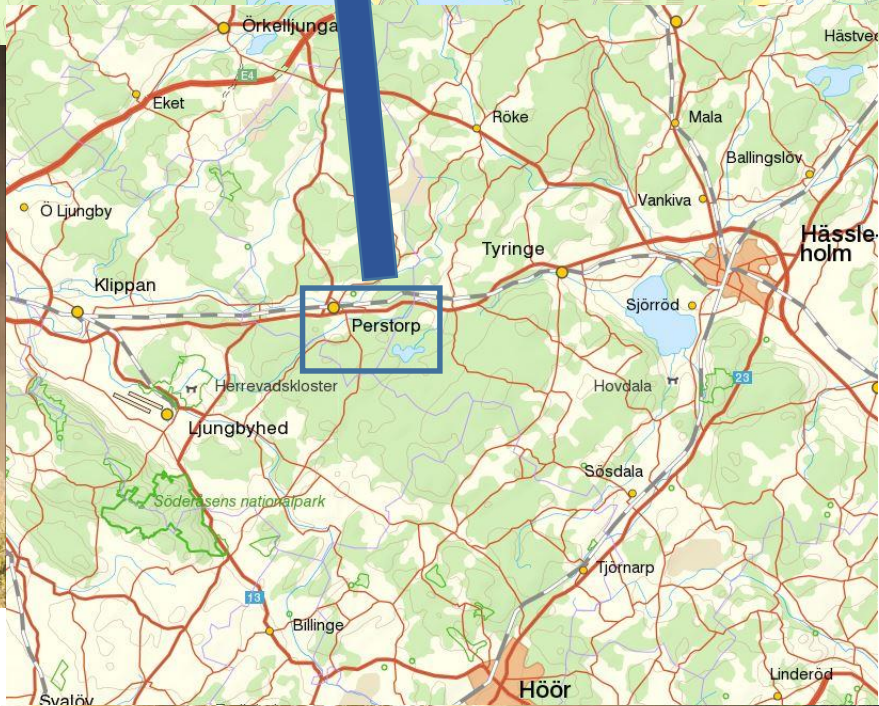 Örkelljunga
Hästve
E4
Eket
Röke
Mala
Ballingslöv
Ö Ljungby
Vankiva
Hässle-
holm
Tyringe
Klippan
Sjörröd
Perstorp
Herrevadskloster
Hovdala
23
Ljungbyhed
Sösdala
Söderåsens nationalpark
Tjörnarp
13
Billinge
Linderöd
Höör
Svalöv